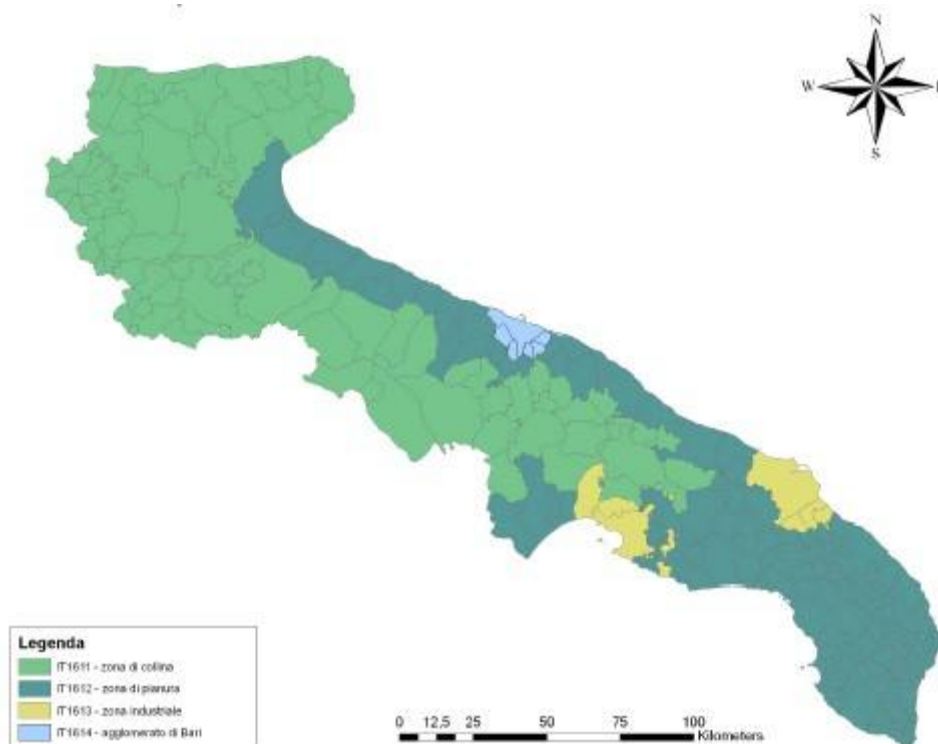 N
W
S
Legenda
IT1611 - zona di collina
IT1612 - zona di pianura
IT1613 - zona industriale
IT1614 - agglomerato di Bari
0 12.5 25 50 75 100
Kilometers